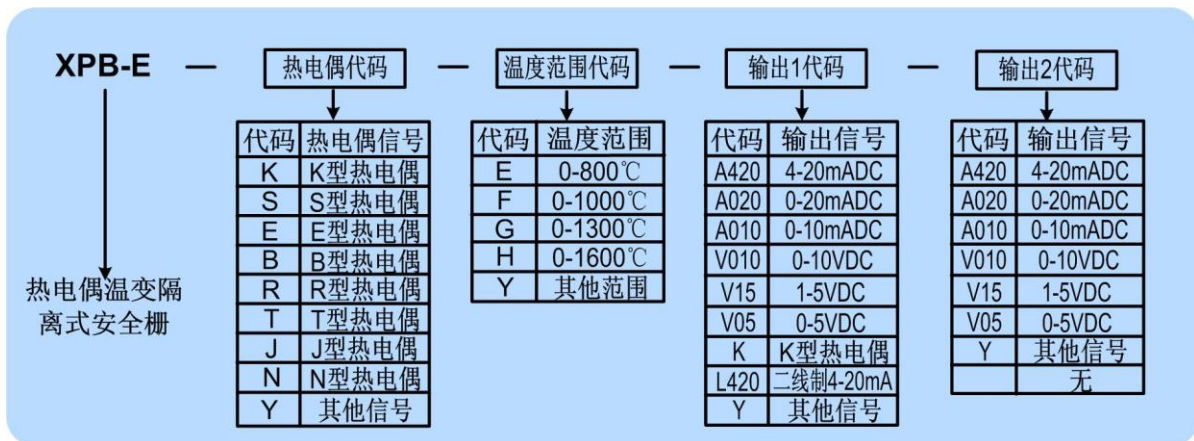 XPB-E — 热电偶代码 — 温度范围代码 — 输出1代码 — 输出2代码
热电偶温变隔
离式安全栅
代码 热电偶信号
K K型热电偶
S S型热电偶
E E型热电偶
B B型热电偶
R R型热电偶
T T型热电偶
J J型热电偶
N N型热电偶
Y 其他信号
代码 温度范围
E 0-800℃
F 0-1000℃
G 0-1300℃
H 0-1600℃
Y 其他范围
代码 输出信号
A420 4-20mADC
A020 0-20mADC
A010 0-10mADC
V010 0-10VDC
V15 1-5VDC
V05 0-5VDC
K K型热电偶
L420 二线制4-20mA
Y 其他信号
代码 输出信号
A420 4-20mADC
A020 0-20mADC
A010 0-10mADC
V010 0-10VDC
V15 1-5VDC
V05 0-5VDC
Y 其他信号
无